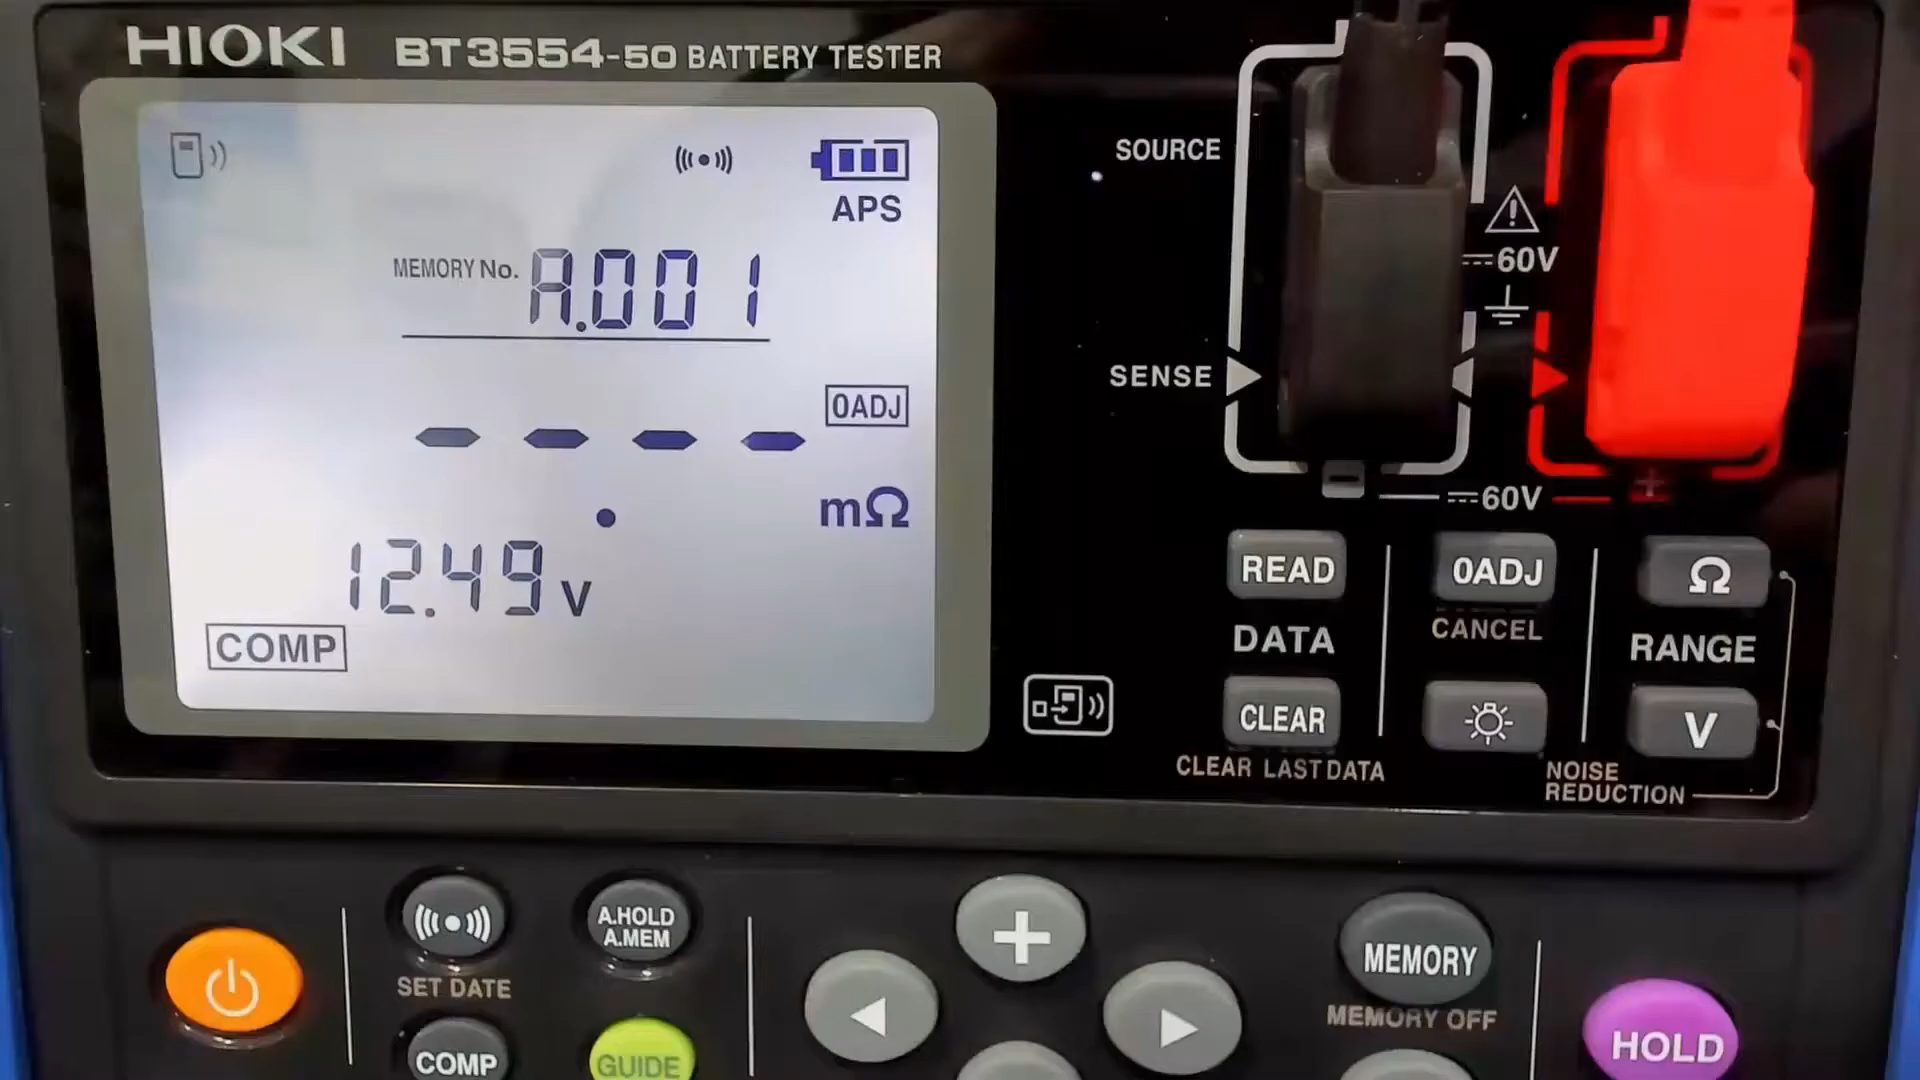 HIOKI BT3554-50 BATTERY TESTER
APS
MEMORY No. A.001
0ADJ
- - - -
.
mΩ
12.49 V
COMP
SOURCE
60V
SENSE
-
60V
+
READ
DATA
CLEAR
CLEAR LAST DATA
0ADJ
CANCEL
Ω
RANGE
V
NOISE
REDUCTION
SET DATE
COMP
A.HOLD
A.MEM
GUIDE
+
MEMORY
MEMORY OFF
HOLD